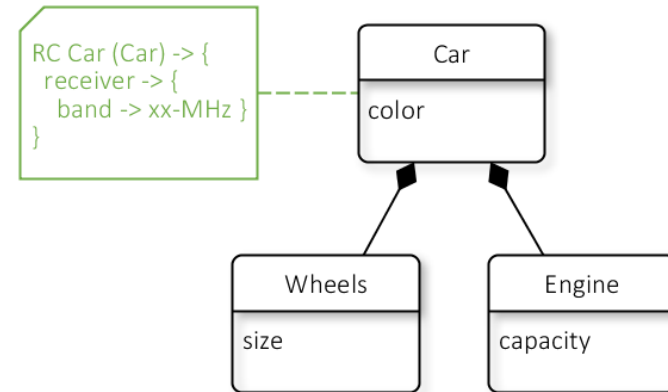 RC Car (Car) -> {
receiver -> {
band -> xx-MHz }
}
Car
color
Wheels
size
Engine
capacity